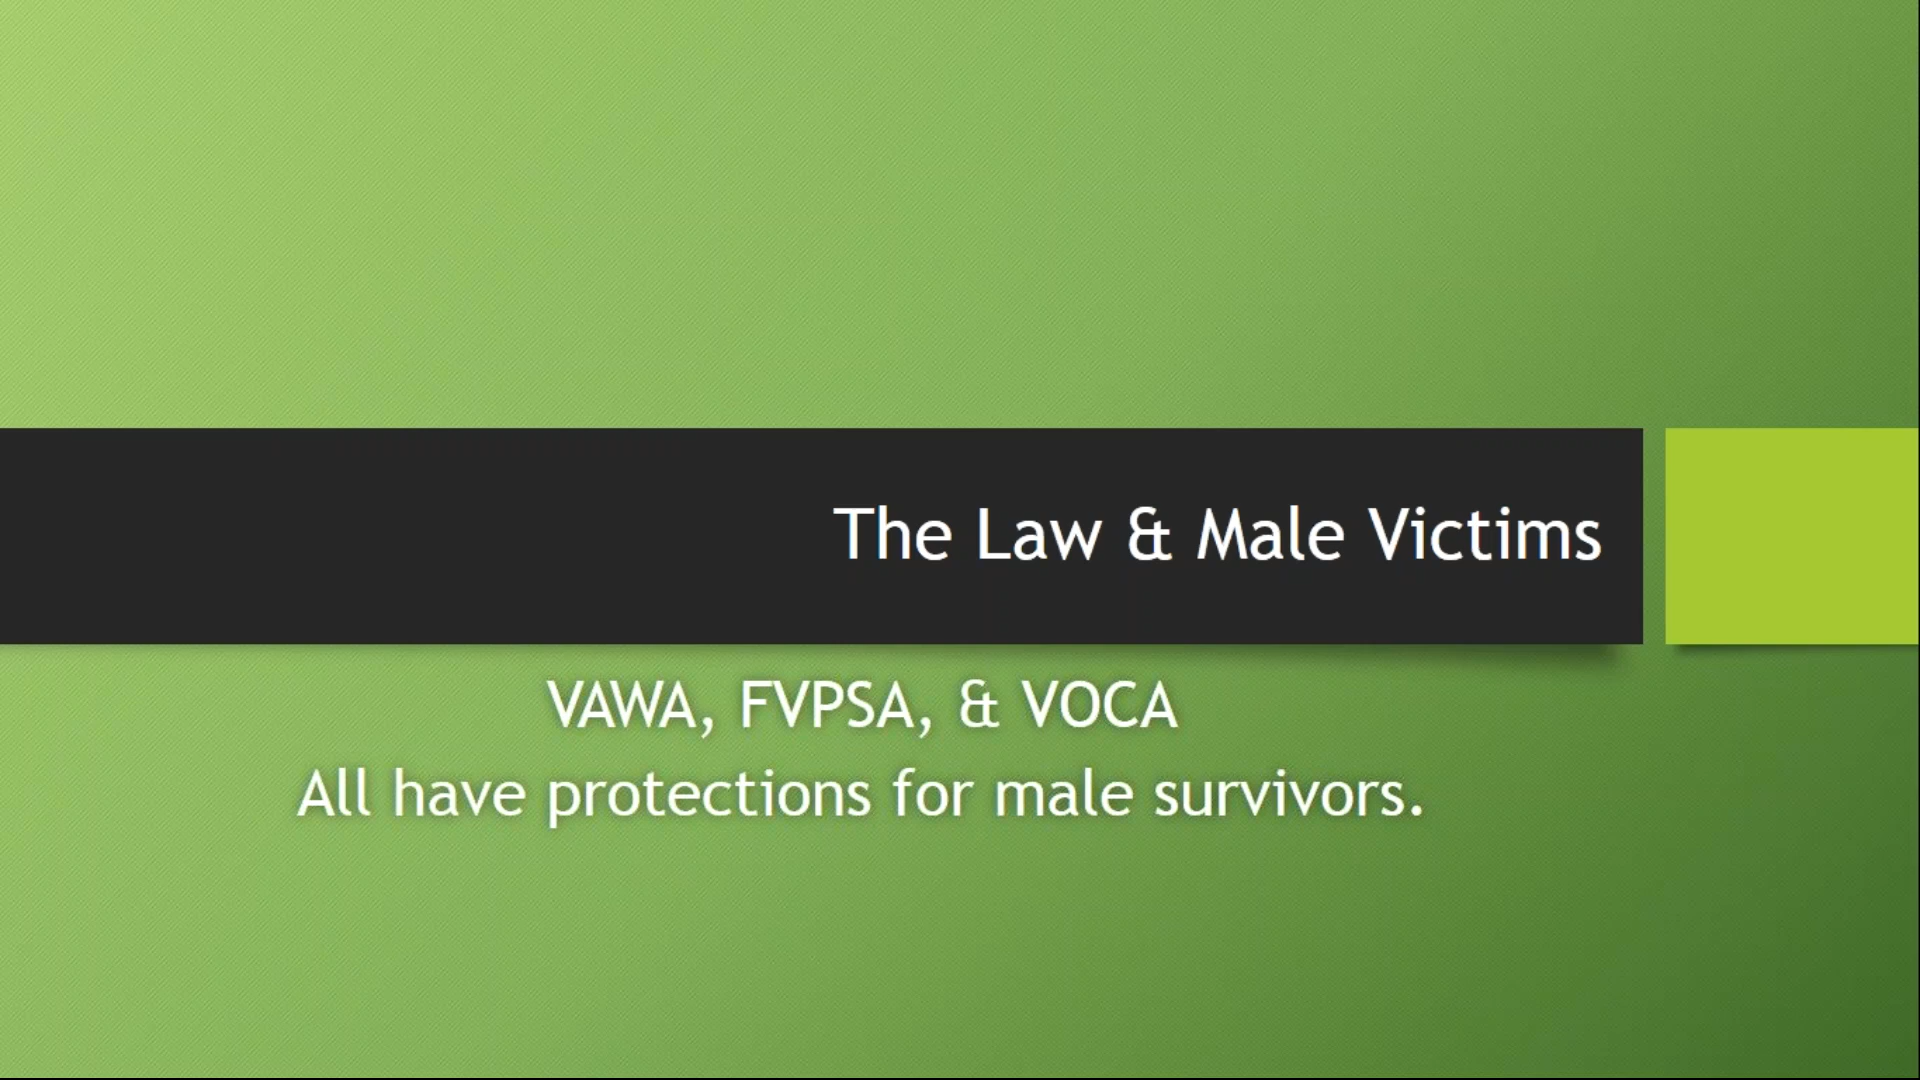 The Law & Male Victims
VAWA, FVPSA, & VOCA
All have protections for male survivors.